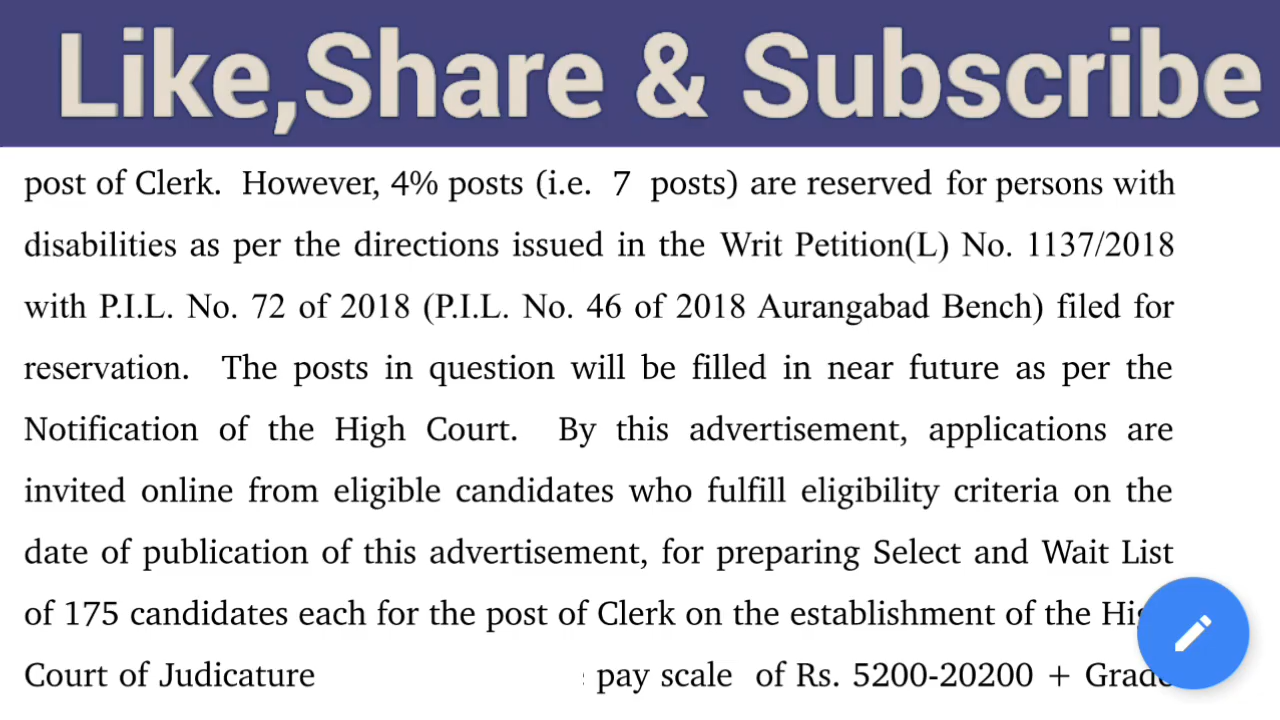 Like,Share & Subscribe
post of Clerk. However, 4% posts (i.e. 7 posts) are reserved for persons with
disabilities as per the directions issued in the Writ Petition(L) No. 1137/2018
with P.I.L. No. 72 of 2018 (P.I.L. No. 46 of 2018 Aurangabad Bench) filed for
reservation. The posts in question will be filled in near future as per the
Notification of the High Court. By this advertisement, applications are
invited online from eligible candidates who fulfill eligibility criteria on the
date of publication of this advertisement, for preparing Select and Wait List
of 175 candidates each for the post of Clerk on the establishment of the
Court of Judicature pay scale of Rs. 5200-20200 + Grade